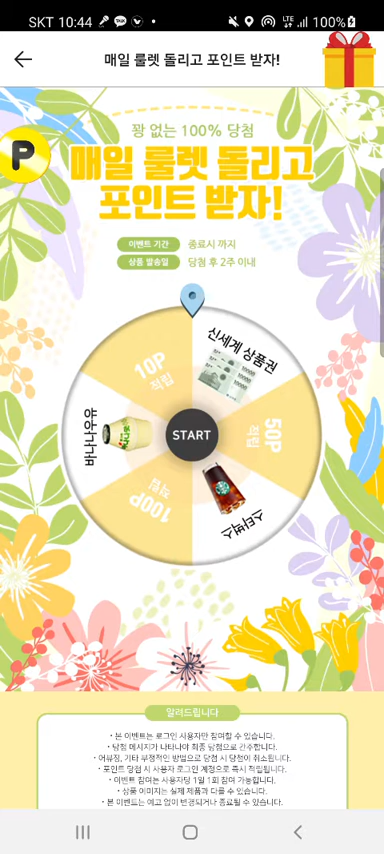 SKT 10:44
LTE
100%
매일 룰렛 돌리고 포인트 받자!
꽝 없는 100% 당첨
P
매일 룰렛 돌리고
포인트 받자!
이벤트 기간 종료시 까지
상품 발송일 당첨 후 2주 이내
신세계 상품권
10P
적립
50P
적립
바나나우유
START
100P
적립
스타벅스
알려드립니다
• 본 이벤트는 로그인 사용자만 참여할 수 있습니다.
• 당첨 메시지가 나타나야 최종 당첨으로 간주합니다.
• 어뷰징, 기타 부정적인 방법으로 당첨 시 당첨이 취소됩니다.
• 포인트 당첨 시 사용자 로그인 계정으로 즉시 적립됩니다.
• 이벤트 참여는 사용자당 1일 1회 참여 가능합니다.
• 상품 이미지는 실제 제품과 다를 수 있습니다.
• 본 이벤트는 예고 없이 변경되거나 종료될 수 있습니다.